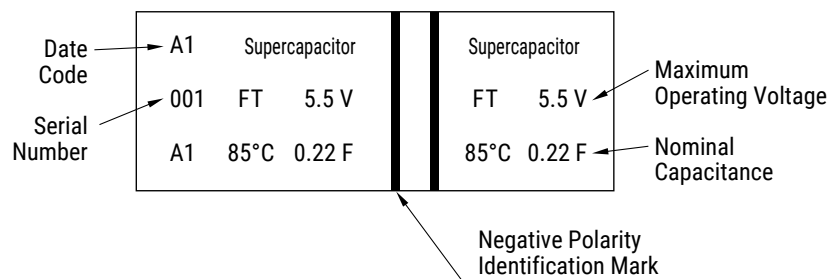 Date
Code
A1 Supercapacitor Supercapacitor
001 FT 5.5 V FT 5.5 V
Maximum
Operating Voltage
Serial
Number
A1 85°C 0.22 F 85°C 0.22 F
Nominal
Capacitance
Negative Polarity
Identification Mark